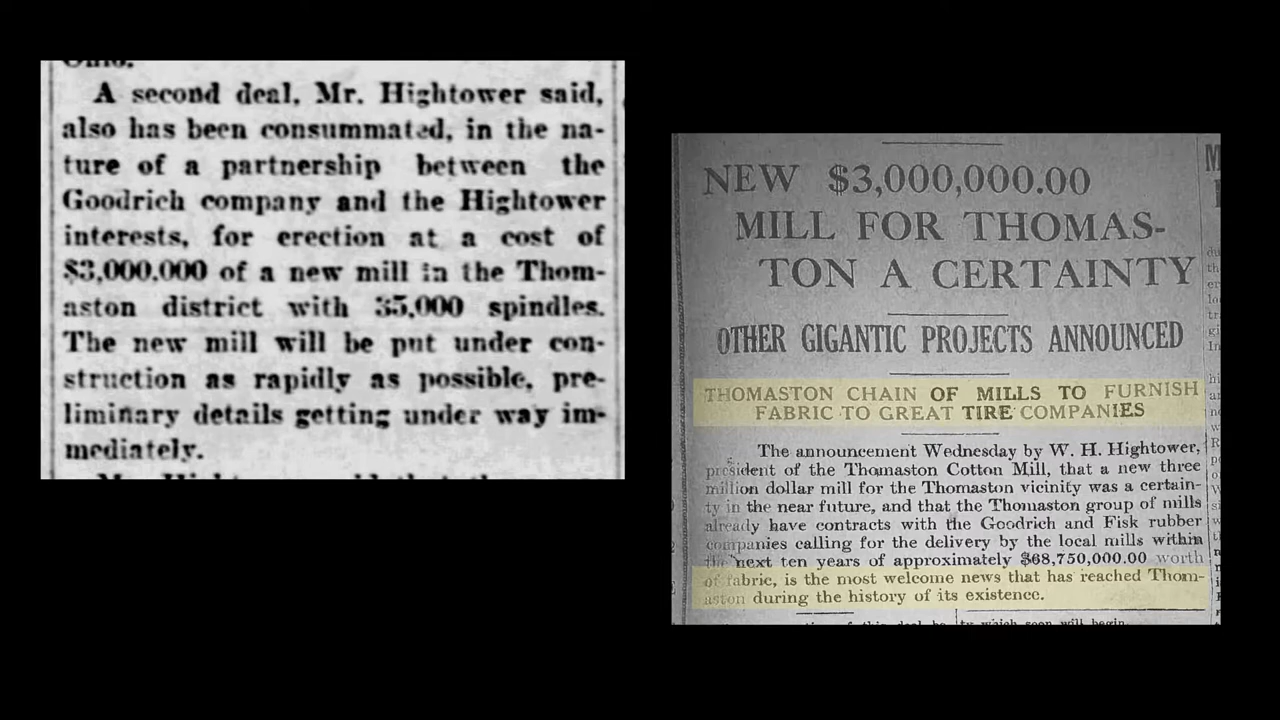 Ohio.
A second deal, Mr. Hightower said,
also has been consummated, in the na-
ture of a partnership between the
Goodrich company and the Hightower
interests, for erection at a cost of
$3,000,000 of a new mill in the Thom-
aston district with 35,000 spindles.
The new mill will be put under con-
struction as rapidly as possible, pre-
liminary details getting under way im-
mediately.
NEW $3,000,000.00
MILL FOR THOMAS-
TON A CERTAINTY
OTHER GIGANTIC PROJECTS ANNOUNCED
THOMASTON CHAIN OF MILLS TO FURNISH
FABRIC TO GREAT TIRE COMPANIES
The announcement Wednesday by W. H. Hightower,
president of the Thomaston Cotton Mill, that a new three
million dollar mill for the Thomaston vicinity was a certain-
ty in the near future, and that the Thomaston group of mills
already have contracts with the Goodrich and Fisk rubber
companies calling for the delivery by the local mills within
the next ten years of approximately $68,750,000.00 worth
of fabric, is the most welcome news that has reached Thom-
aston during the history of its existence.
ty which soon will begin.